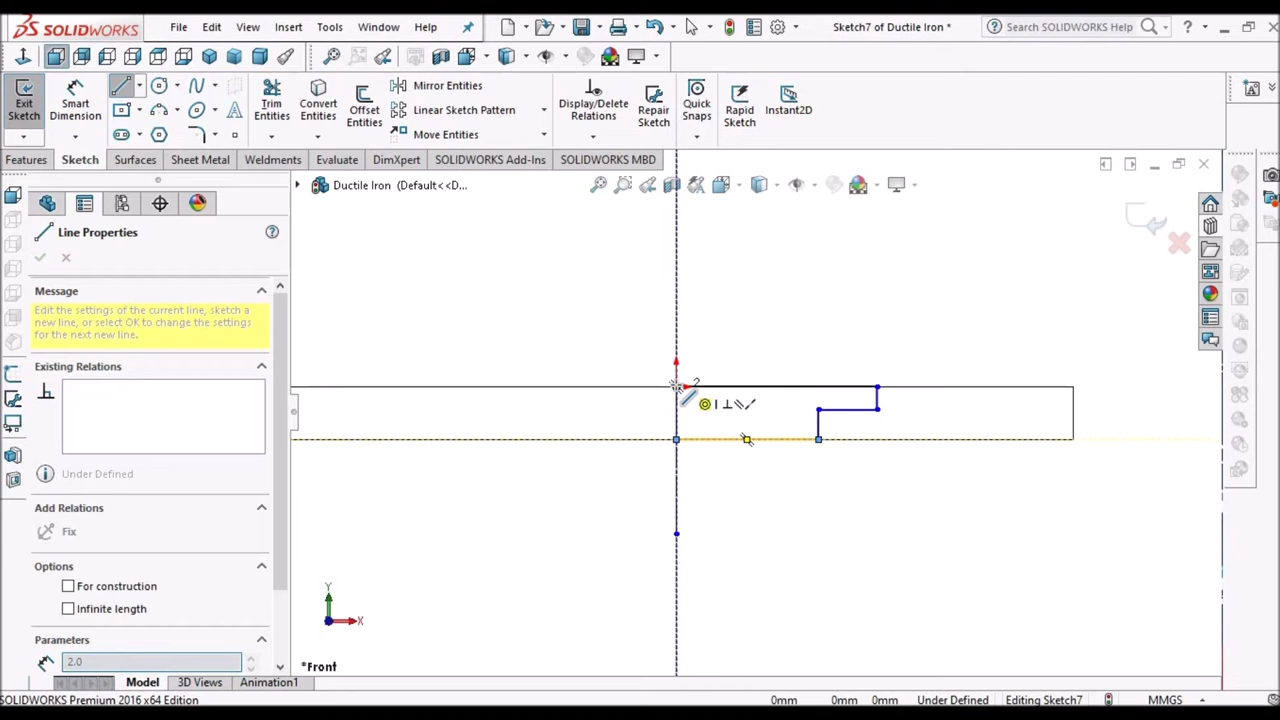 SOLIDWORKS File Edit View Insert Tools Window Help Sketch7 of Ductile Iron * Search SOLIDWORKS Help ?
Exit Sketch
Smart Dimension
Trim Entities
Convert Entities
Offset Entities
Mirror Entities
Linear Sketch Pattern
Move Entities
Display/Delete Relations
Repair Sketch
Quick Snaps
Rapid Sketch
Instant2D
Features Sketch Surfaces Sheet Metal Weldments Evaluate DimXpert SOLIDWORKS Add-Ins SOLIDWORKS MBD
Ductile Iron (Default<<D...
Line Properties
Message
Edit the settings of the current line, sketch a
new line, or select OK to change the settings
for the next new line.
Existing Relations
Under Defined
Add Relations
Fix
Options
For construction
Infinite length
Parameters
2.0
2
Y
X
*Front
Model 3D Views Animation1
SOLIDWORKS Premium 2016 x64 Edition 0mm 0mm 0mm Under Defined Editing Sketch7 MMGS